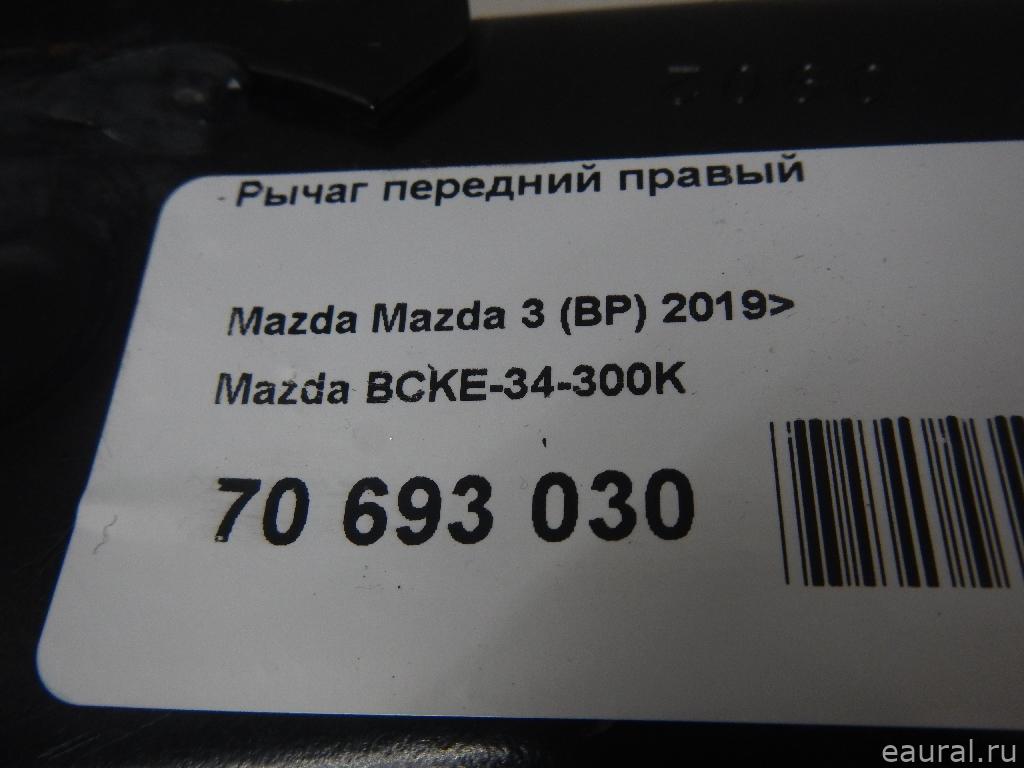 Рычаг передний правый
Mazda Mazda 3 (BP) 2019>
Mazda BCKE-34-300K
70 693 030
eaural.ru